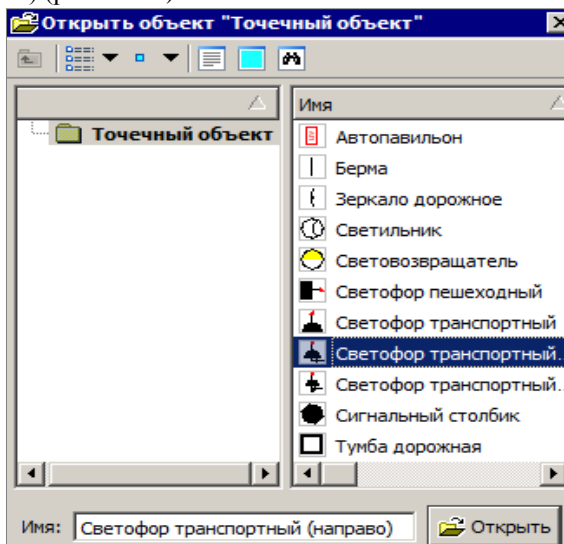 Открыть объект "Точечный объект"
Имя
Точечный объект
Автопавильон
Берма
Зеркало дорожное
Светильник
Световозвращатель
Светофор пешеходный
Светофор транспортный
Светофор транспортный..
Светофор транспортный..
Сигнальный столбик
Тумба дорожная
Имя: Светофор транспортный (направо) Открыть